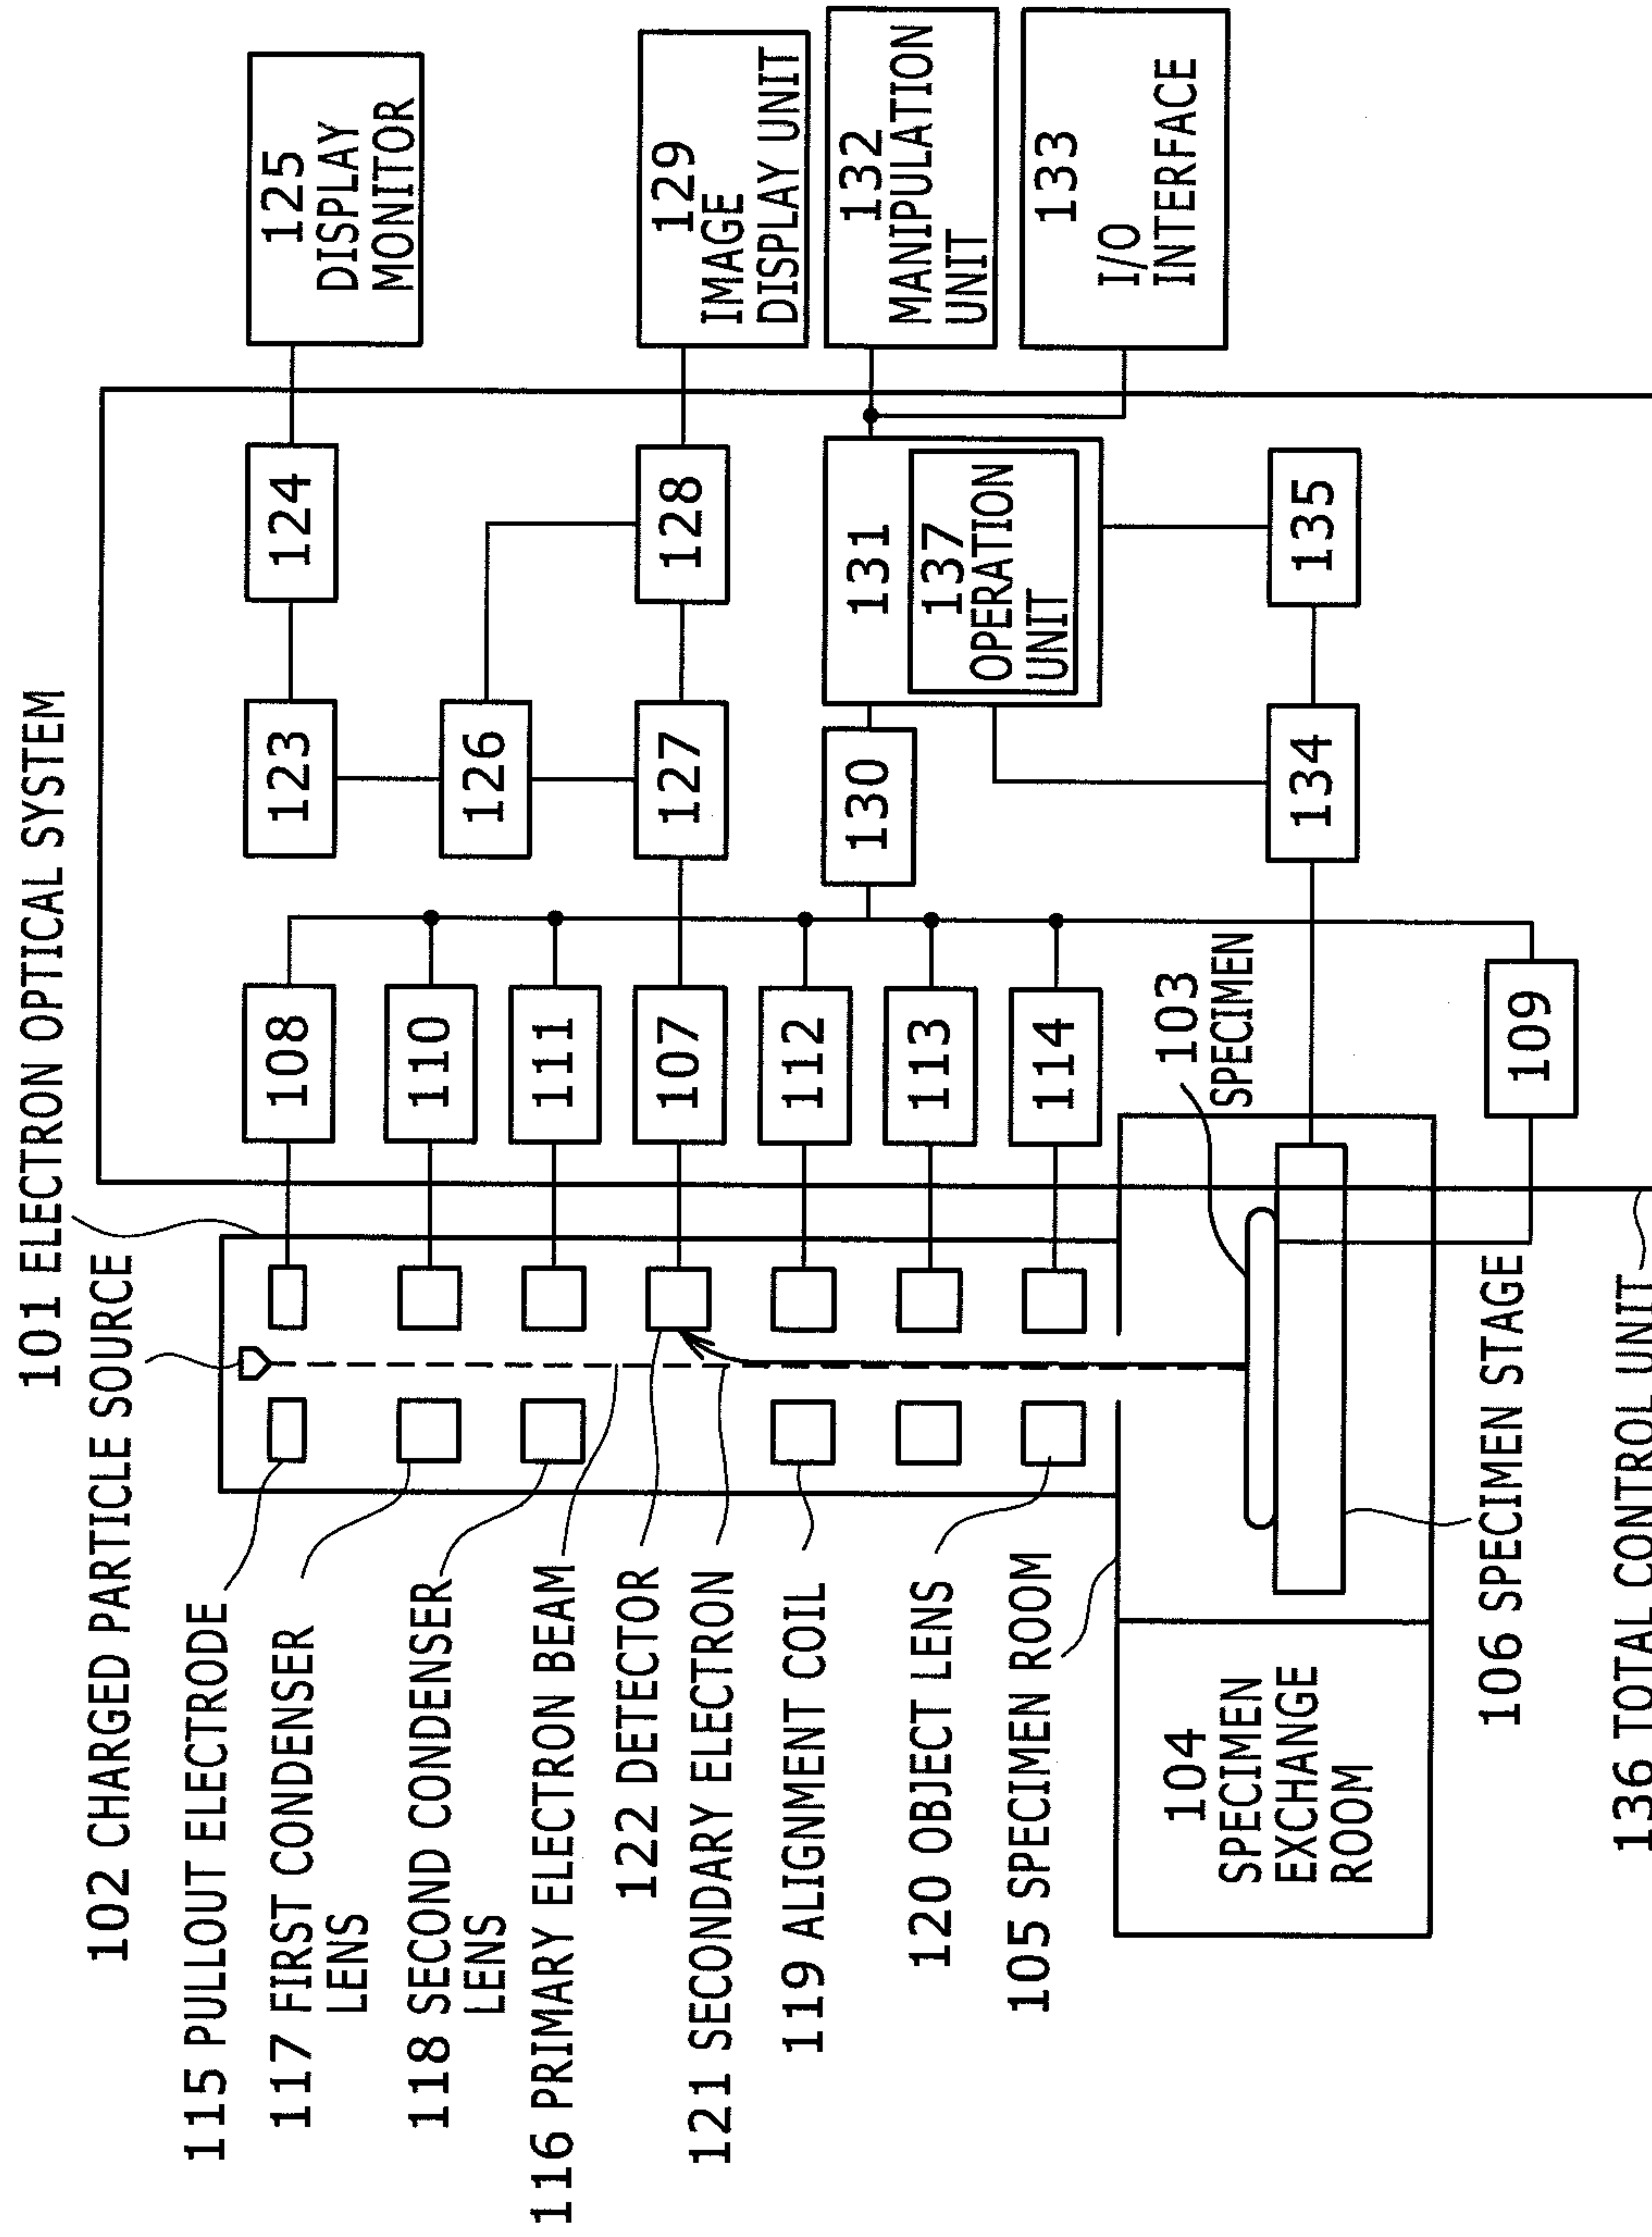 101 ELECTRON OPTICAL SYSTEM
102 CHARGED PARTICLE SOURCE
115 PULLOUT ELECTRODE
117 FIRST CONDENSER
LENS
118 SECOND CONDENSER
LENS
116 PRIMARY ELECTRON BEAM
122 DETECTOR
121 SECONDARY ELECTRON
119 ALIGNMENT COIL
120 OBJECT LENS
105 SPECIMEN ROOM
104
SPECIMEN
EXCHANGE
ROOM
106 SPECIMEN STAGE
136 TOTAL CONTROL UNIT
108
110
111
107
112
113
114
103
SPECIMEN
109
123
126
127
130
134
124
128
131
137
OPERATION
UNIT
135
125
DISPLAY
MONITOR
129
IMAGE
DISPLAY UNIT
132
MANIPULATION
UNIT
133
I/O
INTERFACE